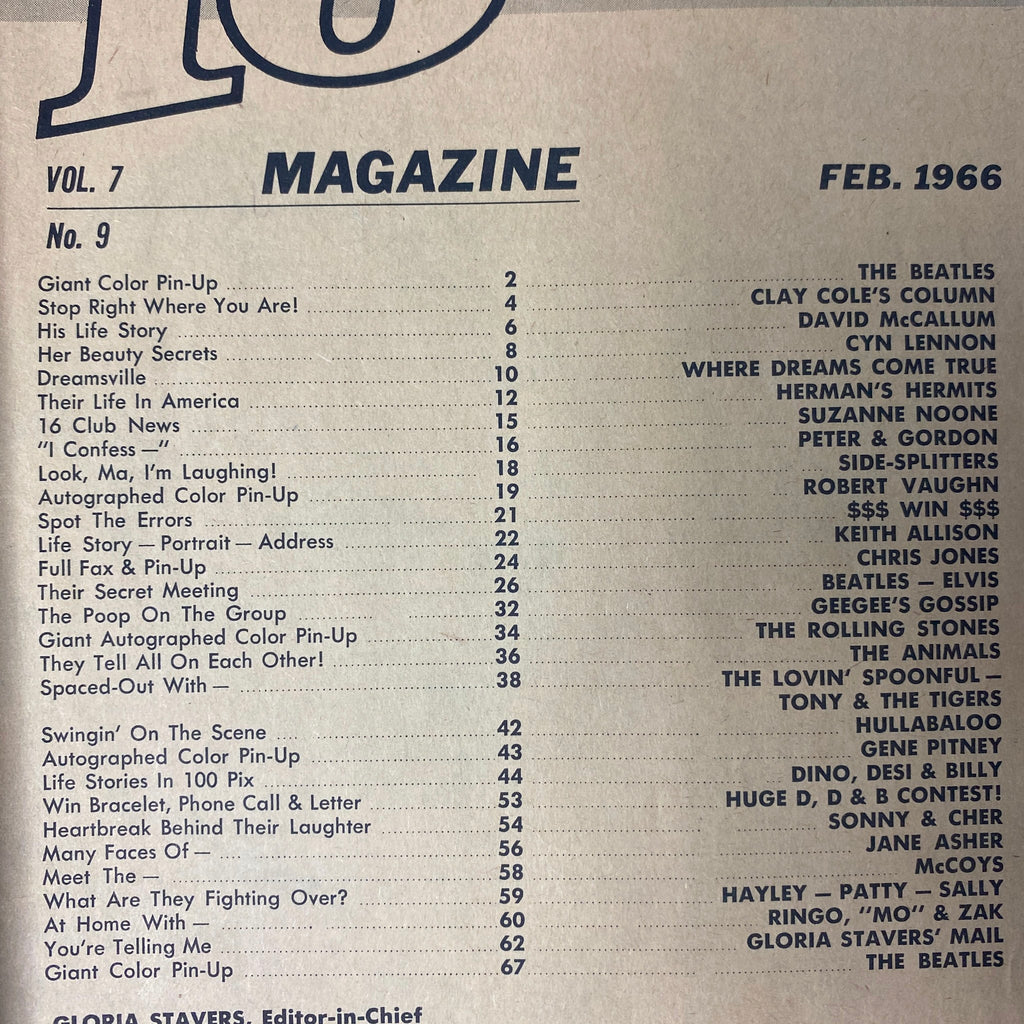 16
VOL. 7 MAGAZINE FEB. 1966
No. 9
Giant Color Pin-Up 2 THE BEATLES
Stop Right Where You Are! 4 CLAY COLE'S COLUMN
His Life Story 6 DAVID McCALLUM
Her Beauty Secrets 8 CYN LENNON
Dreamsville 10 WHERE DREAMS COME TRUE
Their Life In America 12 HERMAN'S HERMITS
16 Club News 15 SUZANNE NOONE
"I Confess —" 16 PETER & GORDON
Look, Ma, I'm Laughing! 18 SIDE-SPLITTERS
Autographed Color Pin-Up 19 ROBERT VAUGHN
Spot The Errors 21 $$$ WIN $$$
Life Story — Portrait — Address 22 KEITH ALLISON
Full Fax & Pin-Up 24 CHRIS JONES
Their Secret Meeting 26 BEATLES — ELVIS
The Poop On The Group 32 GEEGEE'S GOSSIP
Giant Autographed Color Pin-Up 34 THE ROLLING STONES
They Tell All On Each Other! 36 THE ANIMALS
Spaced-Out With — 38 THE LOVIN' SPOONFUL —
TONY & THE TIGERS
Swingin' On The Scene 42 HULLABALOO
Autographed Color Pin-Up 43 GENE PITNEY
Life Stories In 100 Pix 44 DINO, DESI & BILLY
Win Bracelet, Phone Call & Letter 53 HUGE D, D & B CONTEST!
Heartbreak Behind Their Laughter 54 SONNY & CHER
Many Faces Of — 56 JANE ASHER
Meet The — 58 McCOYS
What Are They Fighting Over? 59 HAYLEY — PATTY — SALLY
At Home With — 60 RINGO, "MO" & ZAK
You're Telling Me 62 GLORIA STAVERS' MAIL
Giant Color Pin-Up 67 THE BEATLES
GLORIA STAVERS, Editor-in-Chief